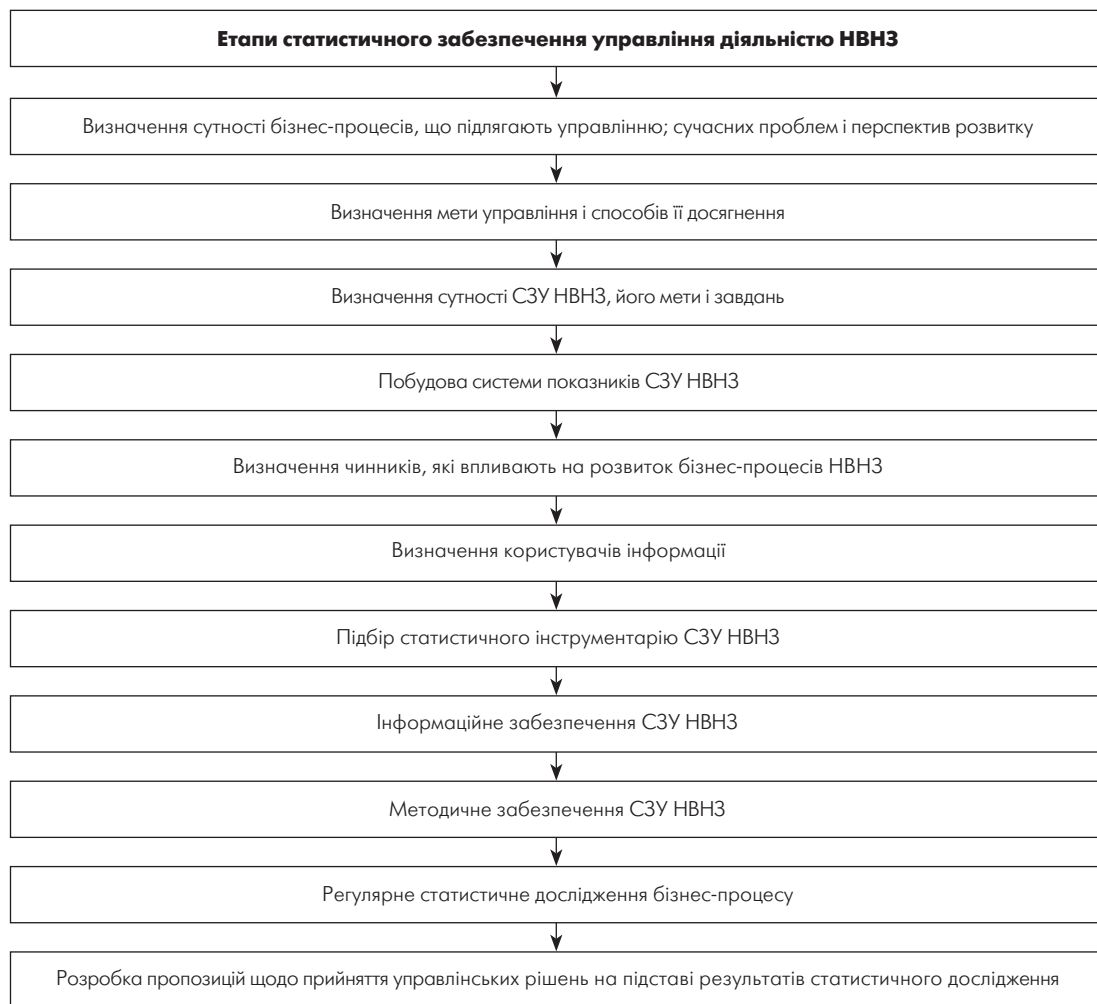 Етапи статистичного забезпечення управління діяльністю НВНЗ
Визначення сутності бізнес-процесів, що підлягають управлінню; сучасних проблем і перспектив розвитку
Визначення мети управління і способів її досягнення
Визначення сутності СЗУ НВНЗ, його мети і завдань
Побудова системи показників СЗУ НВНЗ
Визначення чинників, які впливають на розвиток бізнес-процесів НВНЗ
Визначення користувачів інформації
Підбір статистичного інструментарію СЗУ НВНЗ
Інформаційне забезпечення СЗУ НВНЗ
Методичне забезпечення СЗУ НВНЗ
Регулярне статистичне дослідження бізнес-процесу
Розробка пропозицій щодо прийняття управлінських рішень на підставі результатів статистичного дослідження